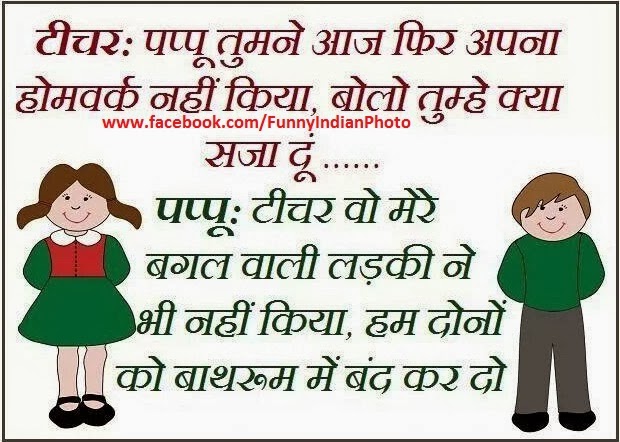 टीचर: पप्पू तुमने आज फिर अपना
होमवर्क नहीं किया, बोलो तुम्हे क्या
www.facebook.com/FunnyIndianPhoto
सजा दूं ......
पप्पू: टीचर वो मेरे
बगल वाली लड़की ने
भी नहीं किया, हम दोनों
को बाथरूम में बंद कर दो